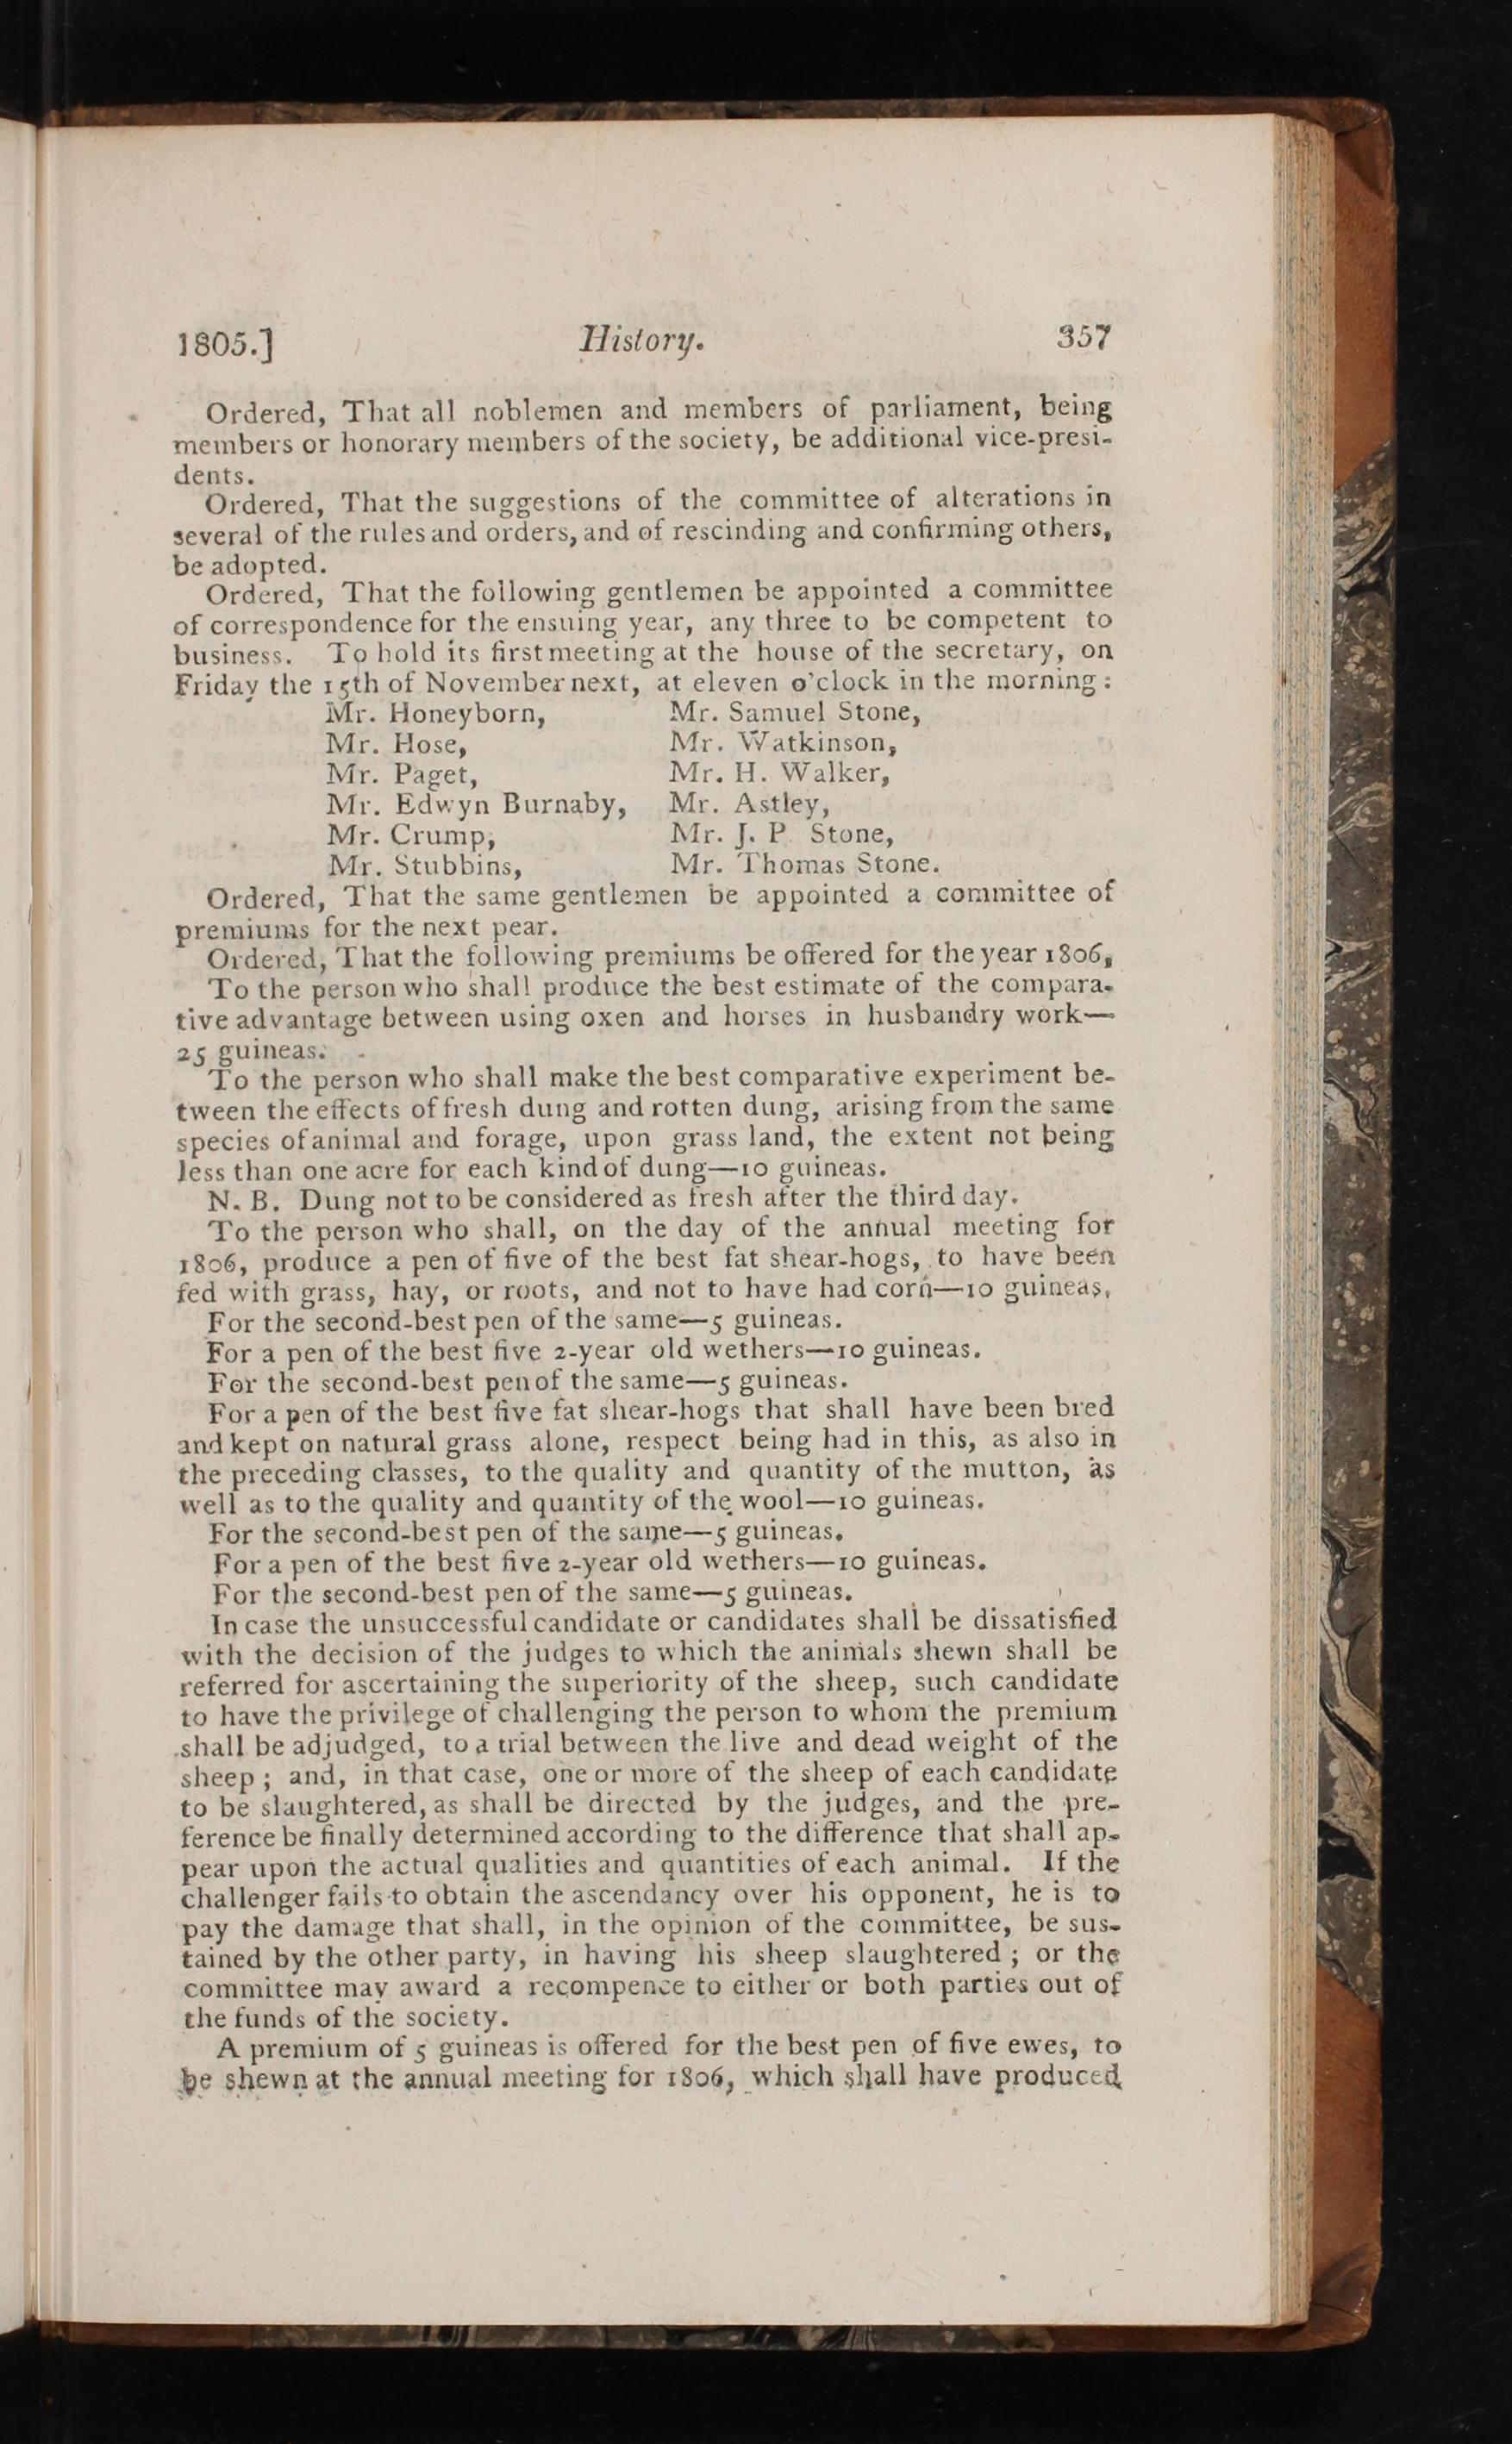 1805.] History. 357
Ordered, That all noblemen and members of parliament, being
members or honorary members of the society, be additional vice-presi-
dents.
Ordered, That the suggestions of the committee of alterations in
several of the rules and orders, and of rescinding and confirming others,
be adopted.
Ordered, That the following gentlemen be appointed a committee
of correspondence for the ensuing year, any three to be competent to
business. To hold its first meeting at the house of the secretary, on
Friday the 15th of November next, at eleven o'clock in the morning:
Mr. Honeyborn, Mr. Samuel Stone,
Mr. Hose, Mr. Watkinson,
Mr. Paget, Mr. H. Walker,
Mr. Edwyn Burnaby, Mr. Astley,
Mr. Crump, Mr. J. P. Stone,
Mr. Stubbins, Mr. Thomas Stone.
Ordered, That the same gentlemen be appointed a committee of
premiums for the next pear.
Ordered, That the following premiums be offered for the year 1806,
To the person who shall produce the best estimate of the compara-
tive advantage between using oxen and horses in husbandry work—
25 guineas.
To the person who shall make the best comparative experiment be-
tween the effects of fresh dung and rotten dung, arising from the same
species of animal and forage, upon grass land, the extent not being
less than one acre for each kind of dung—10 guineas.
N. B. Dung not to be considered as fresh after the third day.
To the person who shall, on the day of the annual meeting for
1806, produce a pen of five of the best fat shear-hogs, to have been
fed with grass, hay, or roots, and not to have had corn—10 guineas,
For the second-best pen of the same—5 guineas.
For a pen of the best five 2-year old wethers—10 guineas.
For the second-best pen of the same—5 guineas.
For a pen of the best five fat shear-hogs that shall have been bred
and kept on natural grass alone, respect being had in this, as also in
the preceding classes, to the quality and quantity of the mutton, as
well as to the quality and quantity of the wool—10 guineas.
For the second-best pen of the same—5 guineas.
For a pen of the best five 2-year old wethers—10 guineas.
For the second-best pen of the same—5 guineas.
In case the unsuccessful candidate or candidates shall be dissatisfied
with the decision of the judges to which the animals shewn shall be
referred for ascertaining the superiority of the sheep, such candidate
to have the privilege of challenging the person to whom the premium
shall be adjudged, to a trial between the live and dead weight of the
sheep; and, in that case, one or more of the sheep of each candidate
to be slaughtered, as shall be directed by the judges, and the pre-
ference be finally determined according to the difference that shall ap-
pear upon the actual qualities and quantities of each animal. If the
challenger fails to obtain the ascendancy over his opponent, he is to
pay the damage that shall, in the opinion of the committee, be sus-
tained by the other party, in having his sheep slaughtered; or the
committee may award a recompence to either or both parties out of
the funds of the society.
A premium of 5 guineas is offered for the best pen of five ewes, to
be shewn at the annual meeting for 1806, which shall have produced